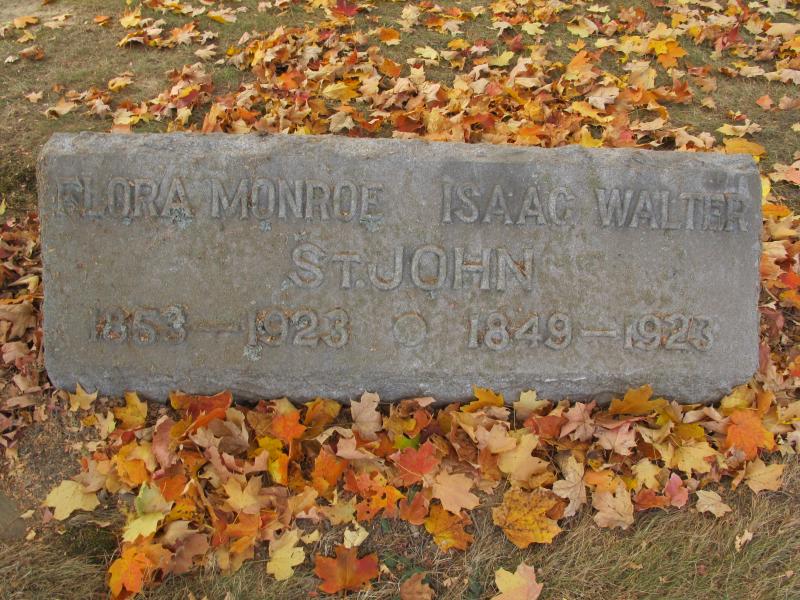 FLORA MONROE ISAAC WALTER
ST. JOHN
1853–1923 1849–1923